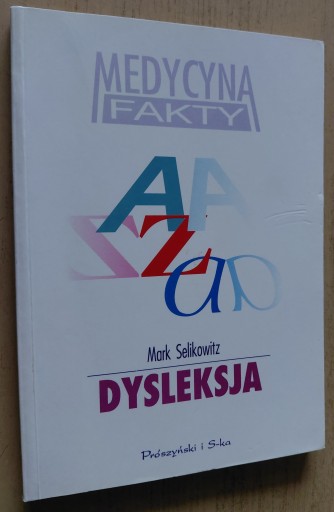 MEDYCYNA
FAKTY
A A
Z Z
a a
Mark Selikowitz
DYSLEKSJA
Prószyński i S-ka